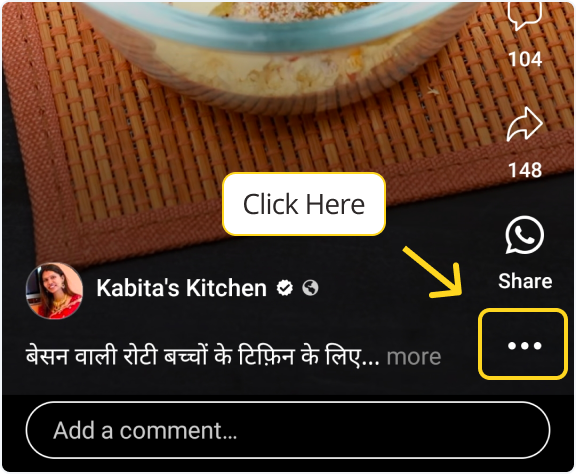 104
148
Click Here
Share
Kabita's Kitchen
बेसन वाली रोटी बच्चों के टिफ़िन के लिए... more
Add a comment...